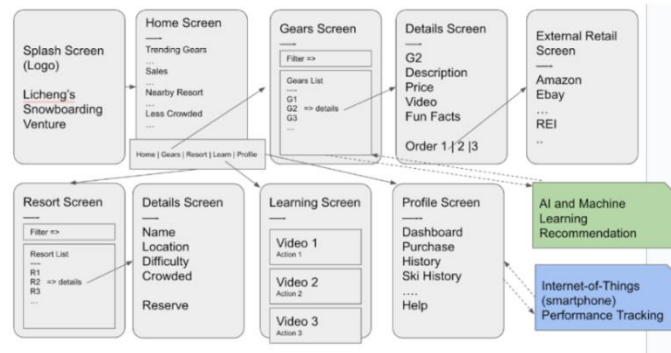 Splash Screen
(Logo)
Licheng's
Snowboarding
Venture
Home Screen
Trending Gears
...
Sales
...
Nearby Resort
...
Less Crowded
...
Home | Gears | Resort | Learn | Profile
Gears Screen
Filter =>
Gears List
G1
G2 => details
G3
...
Details Screen
G2
Description
Price
Video
Fun Facts
Order 1 | 2 |3
External Retail
Screen
Amazon
Ebay
...
REI
..
Resort Screen
Filter =>
Resort List
R1
R2 => details
R3
...
Details Screen
Name
Location
Difficulty
Crowded
Reserve
Learning Screen
Video 1
Action 1
Video 2
Action 2
Video 3
Action 3
Profile Screen
Dashboard
Purchase
History
Ski History
....
Help
AI and Machine
Learning
Recommendation
Internet-of-Things
(smartphone)
Performance Tracking